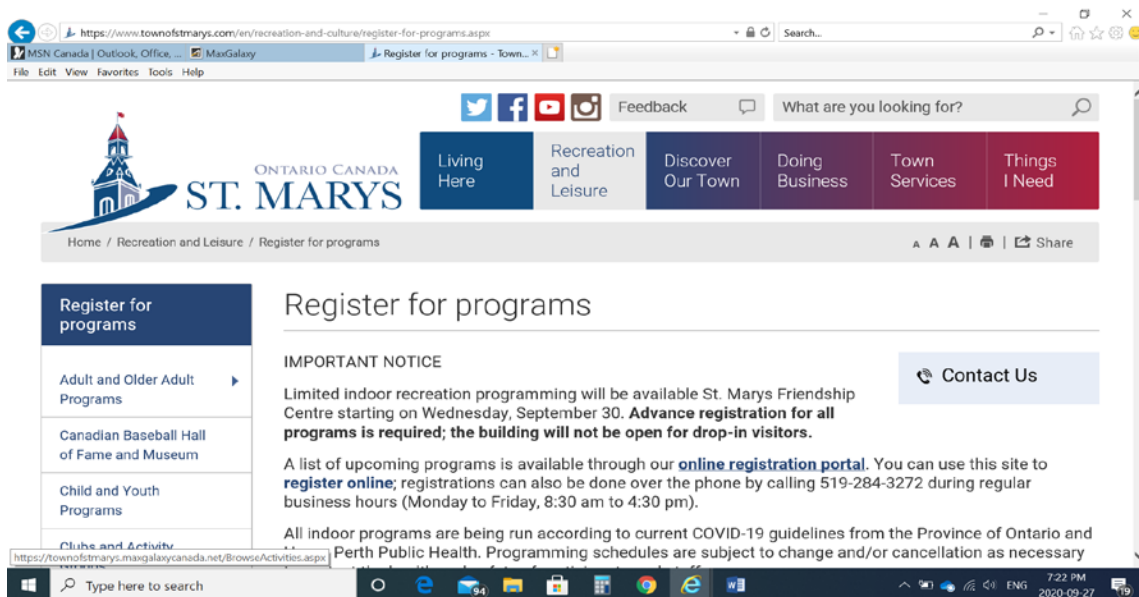 https://www.townofstmarys.com/en/recreation-and-culture/register-for-programs.aspx
Search...
MSN Canada | Outlook, Office, ...
MaxGalaxy
Register for programs - Town...
File Edit View Favorites Tools Help
Feedback
What are you looking for?
ONTARIO CANADA
ST. MARYS
Living Here
Recreation and Leisure
Discover Our Town
Doing Business
Town Services
Things I Need
Home / Recreation and Leisure / Register for programs
A A A | | Share
Register for programs
Adult and Older Adult Programs
Canadian Baseball Hall of Fame and Museum
Child and Youth Programs
Clubs and Activity
Register for programs
IMPORTANT NOTICE
Contact Us
Limited indoor recreation programming will be available St. Marys Friendship
Centre starting on Wednesday, September 30. Advance registration for all
programs is required; the building will not be open for drop-in visitors.
A list of upcoming programs is available through our online registration portal. You can use this site to
register online; registrations can also be done over the phone by calling 519-284-3272 during regular
business hours (Monday to Friday, 8:30 am to 4:30 pm).
All indoor programs are being run according to current COVID-19 guidelines from the Province of Ontario and
Perth Public Health. Programming schedules are subject to change and/or cancellation as necessary
https://townofstmarys.maxgalaxycanada.net/BrowseActivities.aspx
Type here to search
94
ENG
7:22 PM
2020-09-27
19